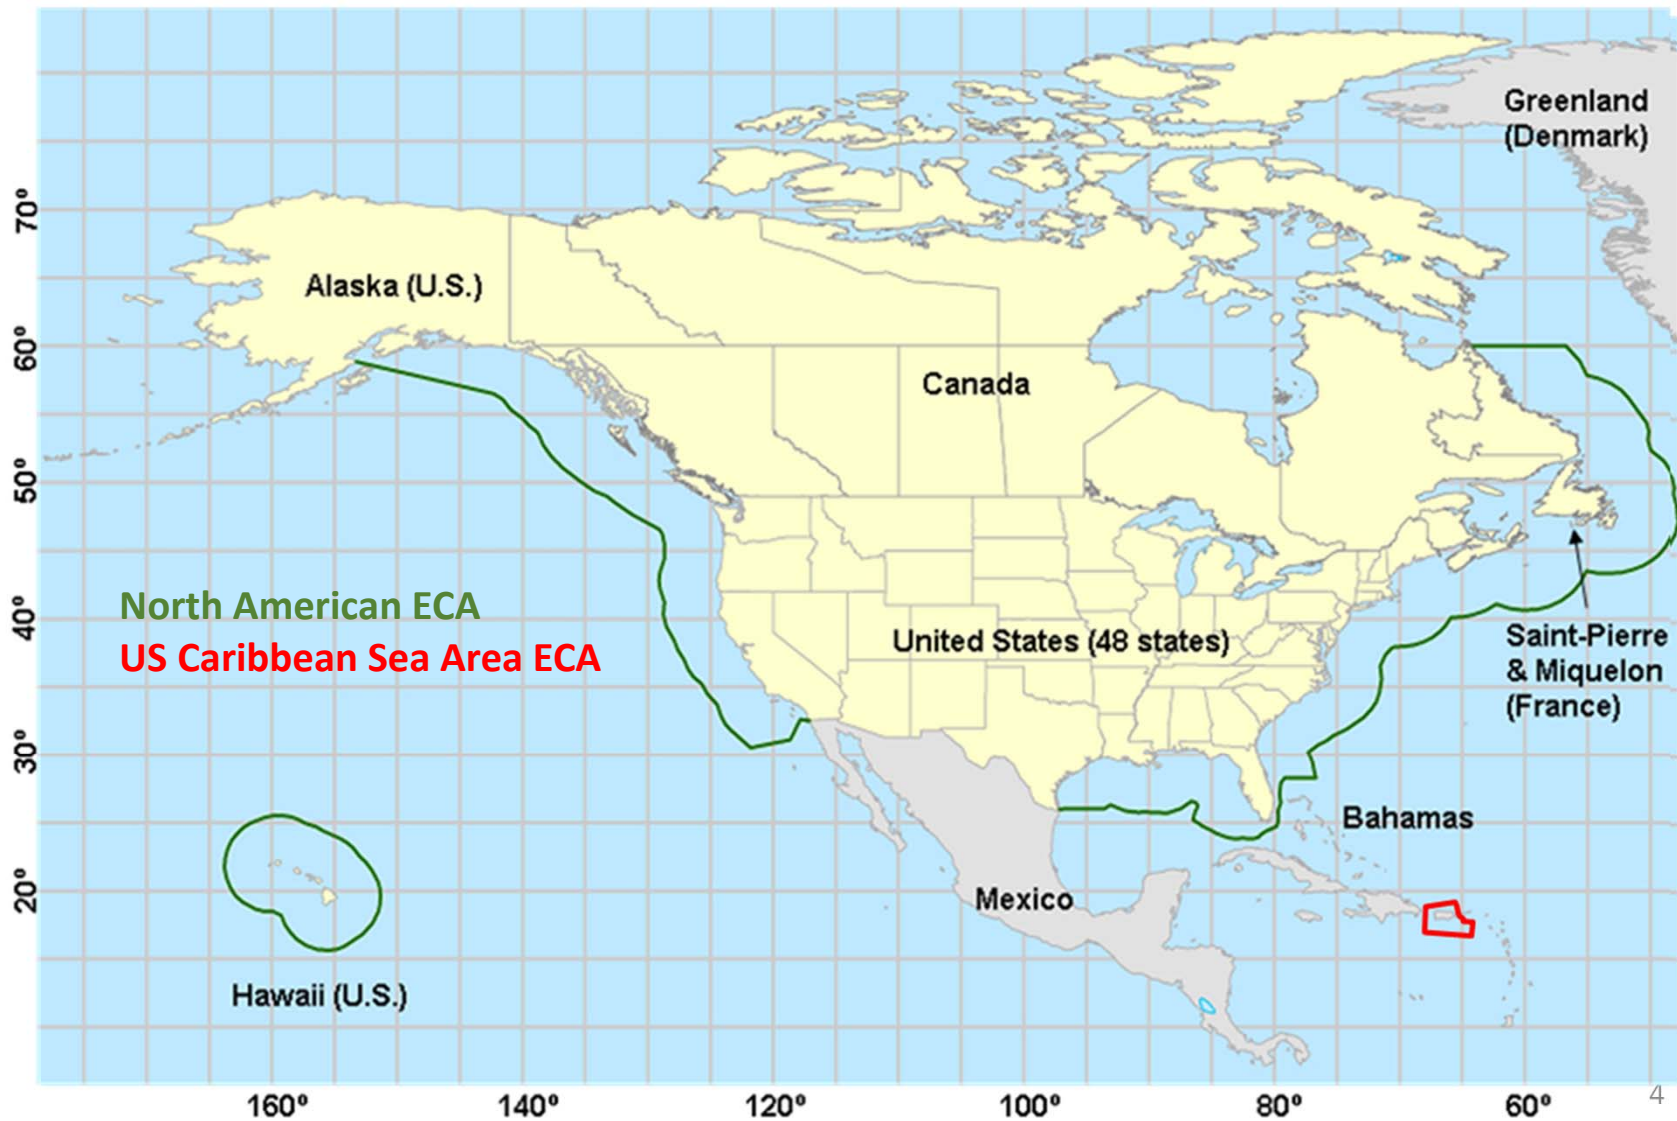 Greenland
(Denmark)
70°
Alaska (U.S.)
60°
Canada
50°
North American ECA
40°
US Caribbean Sea Area ECA
United States (48 states)
Saint-Pierre
& Miquelon
(France)
30°
Bahamas
20°
Mexico
Hawaii (U.S.)
160°
140°
120°
100°
80°
60°
4